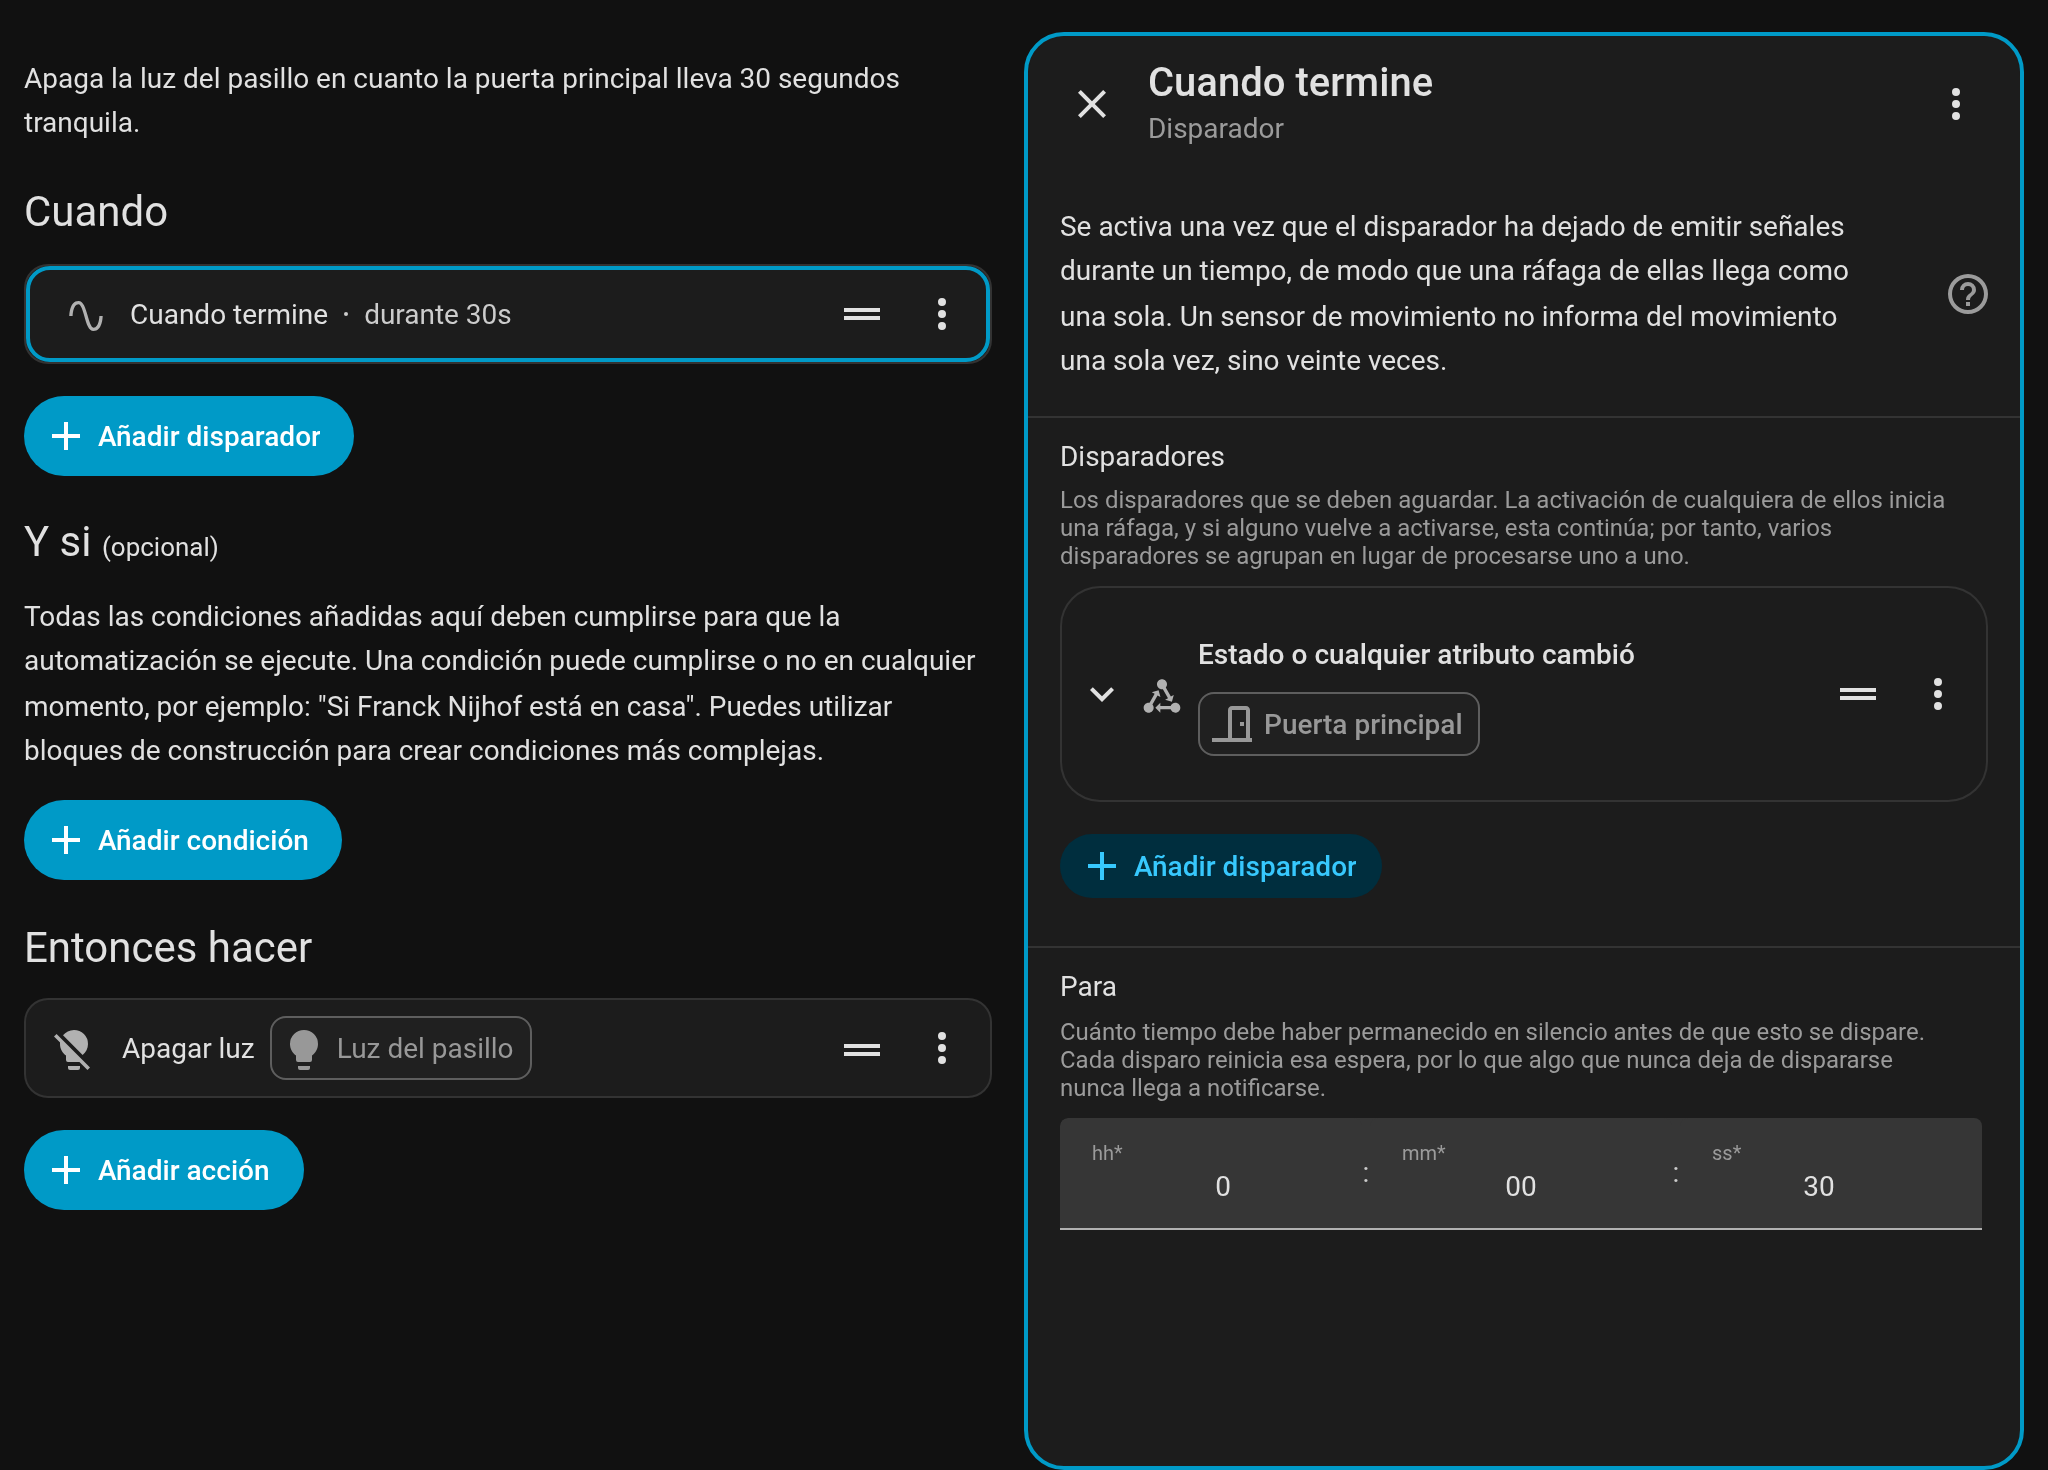 Apaga la luz del pasillo en cuanto la puerta principal lleva 30 segundos
tranquila.
Cuando
Cuando termine · durante 30s
Añadir disparador
Y si (opcional)
Todas las condiciones añadidas aquí deben cumplirse para que la
automatización se ejecute. Una condición puede cumplirse o no en cualquier
momento, por ejemplo: "Si Franck Nijhof está en casa". Puedes utilizar
bloques de construcción para crear condiciones más complejas.
Añadir condición
Entonces hacer
Apagar luz Luz del pasillo
Añadir acción
Cuando termine
Disparador
Se activa una vez que el disparador ha dejado de emitir señales
durante un tiempo, de modo que una ráfaga de ellas llega como
una sola. Un sensor de movimiento no informa del movimiento
una sola vez, sino veinte veces.
Disparadores
Los disparadores que se deben aguardar. La activación de cualquiera de ellos inicia
una ráfaga, y si alguno vuelve a activarse, esta continúa; por tanto, varios
disparadores se agrupan en lugar de procesarse uno a uno.
Estado o cualquier atributo cambió
Puerta principal
Añadir disparador
Para
Cuánto tiempo debe haber permanecido en silencio antes de que esto se dispare.
Cada disparo reinicia esa espera, por lo que algo que nunca deja de dispararse
nunca llega a notificarse.
hh* mm* ss*
0 : 00 : 30